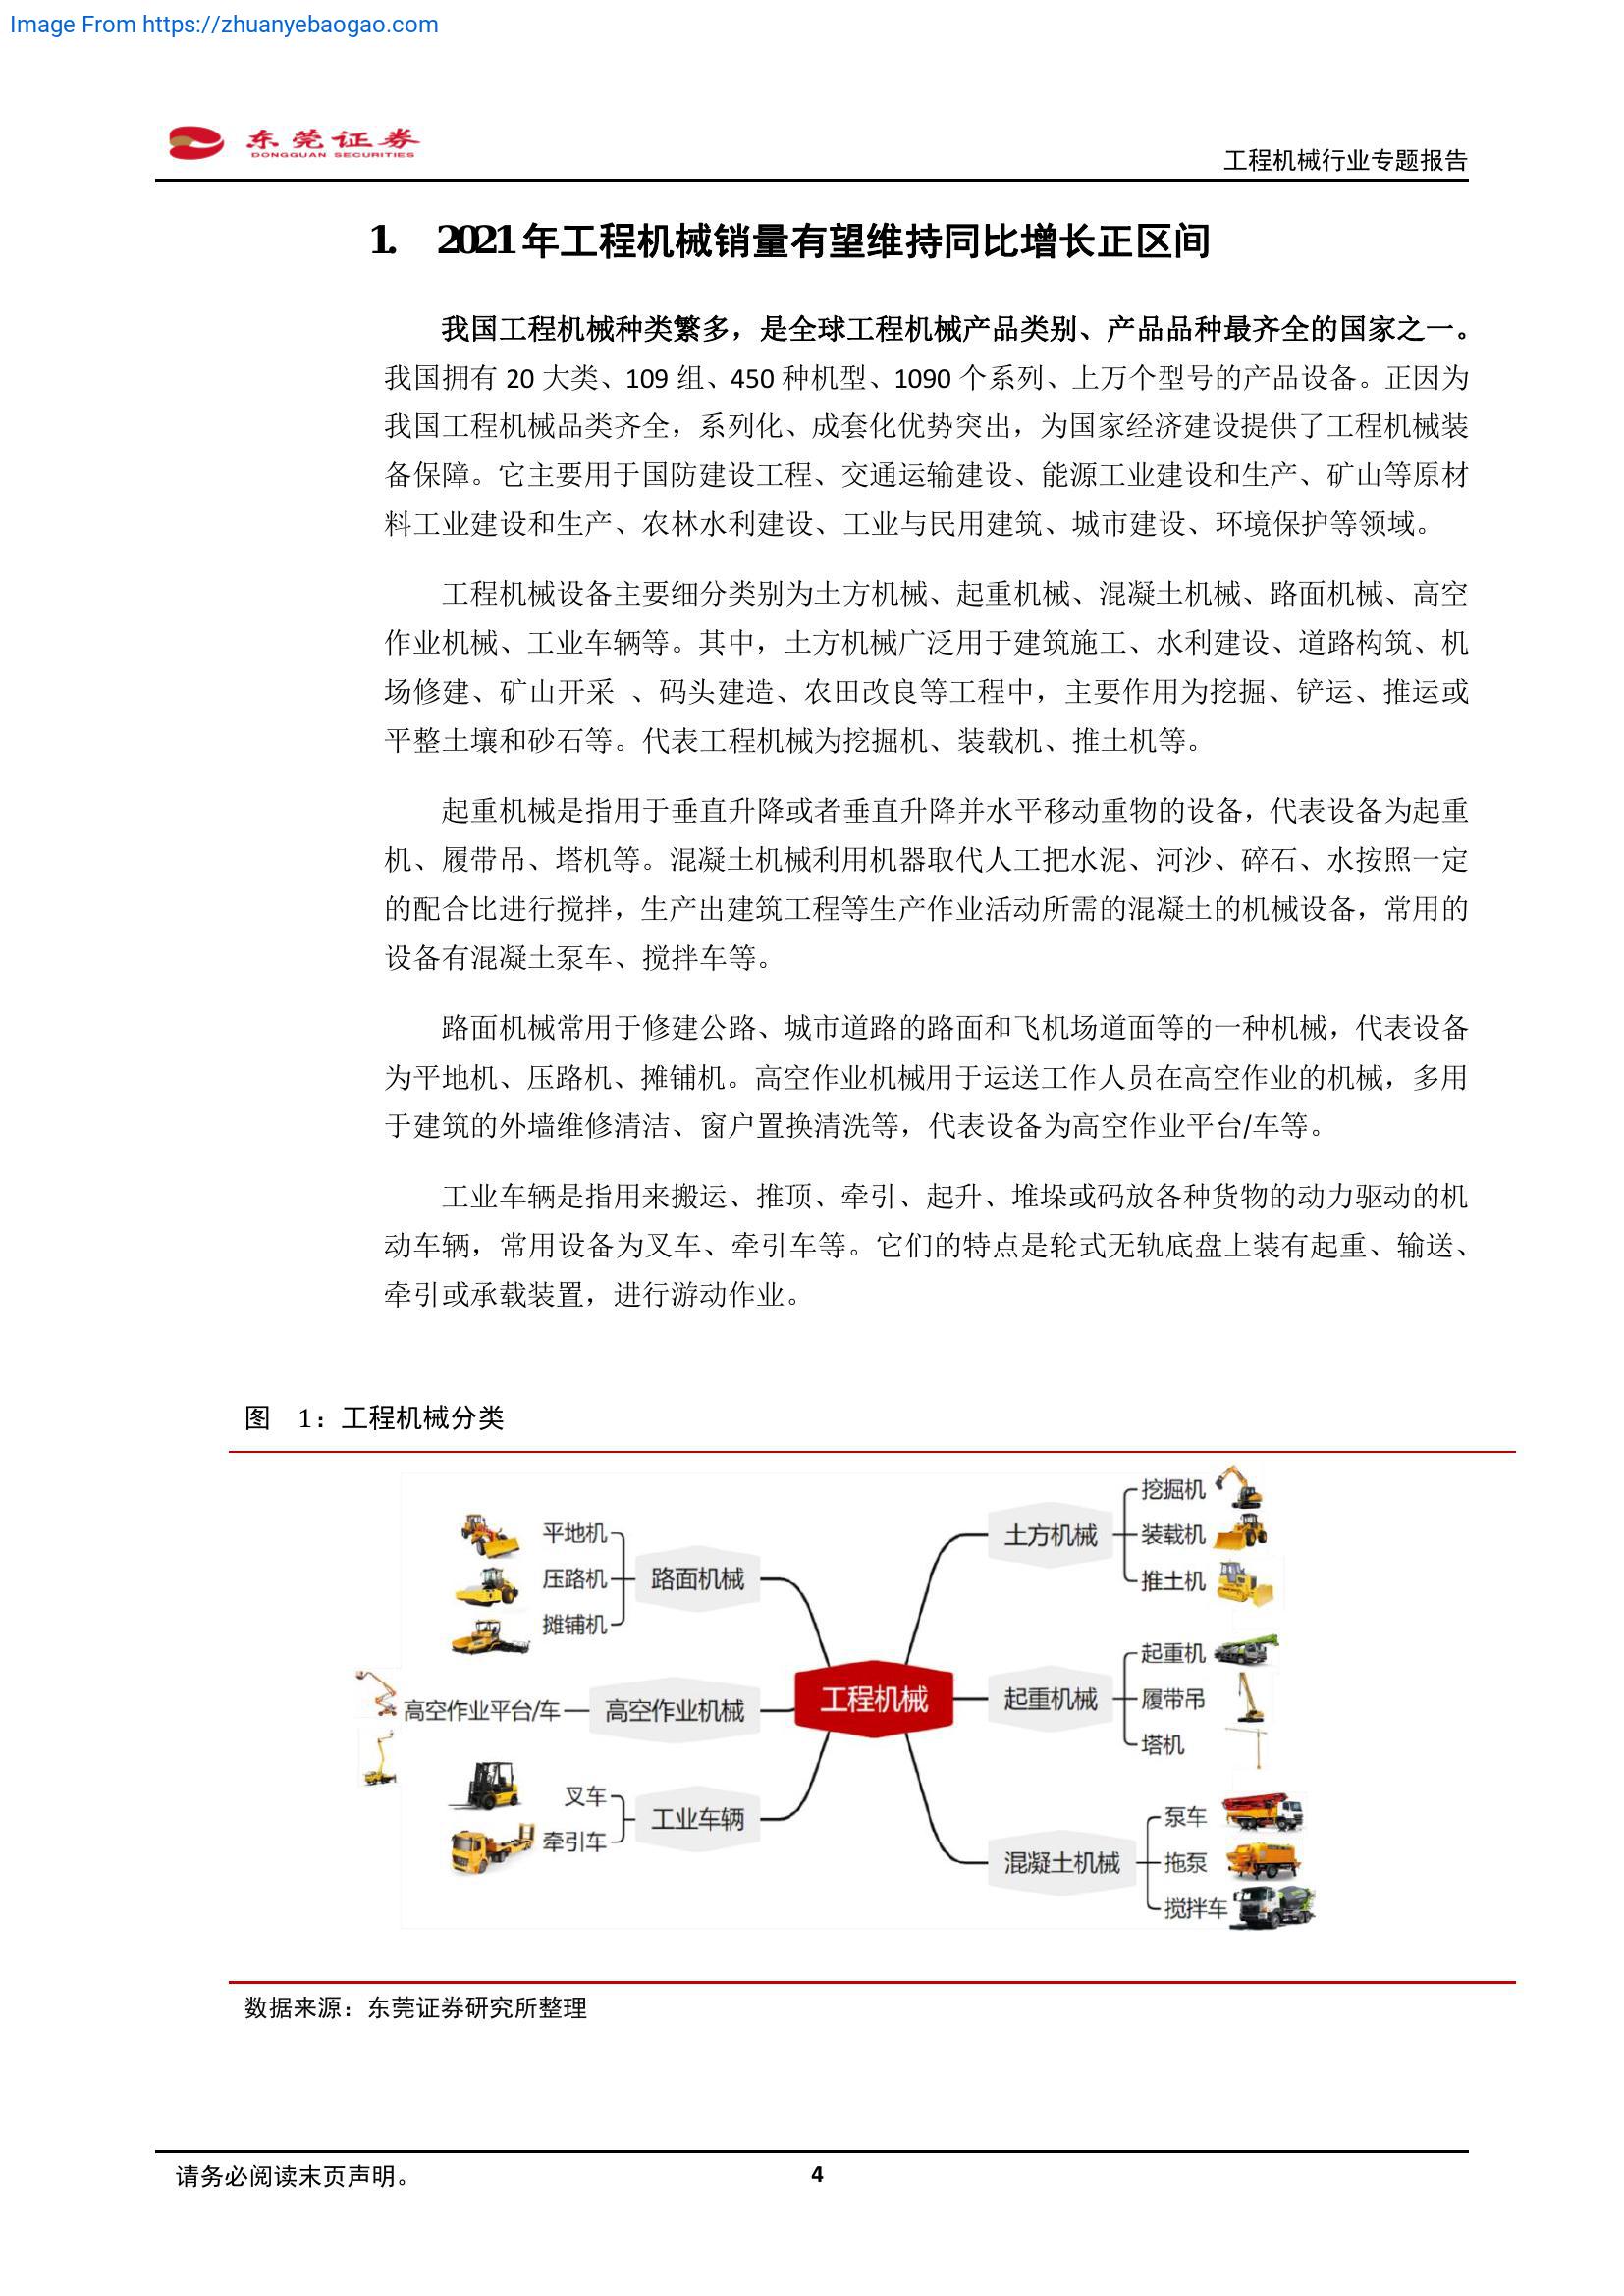 Image From https://zhuanyebaogao.com
东莞证券
DONGGUAN SECURITIES
工程机械行业专题报告
1. 2021年工程机械销量有望维持同比增长正区间
我国工程机械种类繁多，是全球工程机械产品类别、产品品种最齐全的国家之一。
我国拥有 20 大类、109 组、450 种机型、1090 个系列、上万个型号的产品设备。正因为
我国工程机械品类齐全，系列化、成套化优势突出，为国家经济建设提供了工程机械装
备保障。它主要用于国防建设工程、交通运输建设、能源工业建设和生产、矿山等原材
料工业建设和生产、农林水利建设、工业与民用建筑、城市建设、环境保护等领域。
工程机械设备主要细分类别为土方机械、起重机械、混凝土机械、路面机械、高空
作业机械、工业车辆等。其中，土方机械广泛用于建筑施工、水利建设、道路构筑、机
场修建、矿山开采 、码头建造、农田改良等工程中，主要作用为挖掘、铲运、推运或
平整土壤和砂石等。代表工程机械为挖掘机、装载机、推土机等。
起重机械是指用于垂直升降或者垂直升降并水平移动重物的设备，代表设备为起重
机、履带吊、塔机等。混凝土机械利用机器取代人工把水泥、河沙、碎石、水按照一定
的配合比进行搅拌，生产出建筑工程等生产作业活动所需的混凝土的机械设备，常用的
设备有混凝土泵车、搅拌车等。
路面机械常用于修建公路、城市道路的路面和飞机场道面等的一种机械，代表设备
为平地机、压路机、摊铺机。高空作业机械用于运送工作人员在高空作业的机械，多用
于建筑的外墙维修清洁、窗户置换清洗等，代表设备为高空作业平台/车等。
工业车辆是指用来搬运、推顶、牵引、起升、堆垛或码放各种货物的动力驱动的机
动车辆，常用设备为叉车、牵引车等。它们的特点是轮式无轨底盘上装有起重、输送、
牵引或承载装置，进行游动作业。
图 1：工程机械分类
平地机
压路机
摊铺机
路面机械
高空作业平台/车
高空作业机械
叉车
牵引车
工业车辆
工程机械
土方机械
挖掘机
装载机
推土机
起重机械
起重机
履带吊
塔机
混凝土机械
泵车
拖泵
搅拌车
数据来源：东莞证券研究所整理
请务必阅读末页声明。
4